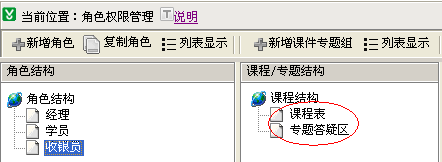 当前位置：角色权限管理 T说明
新增角色 复制角色 列表显示 新增课件专题组 列表显示
角色结构
角色结构
经理
学员
收银员
课程/专题结构
课程结构
课程表
专题答疑区